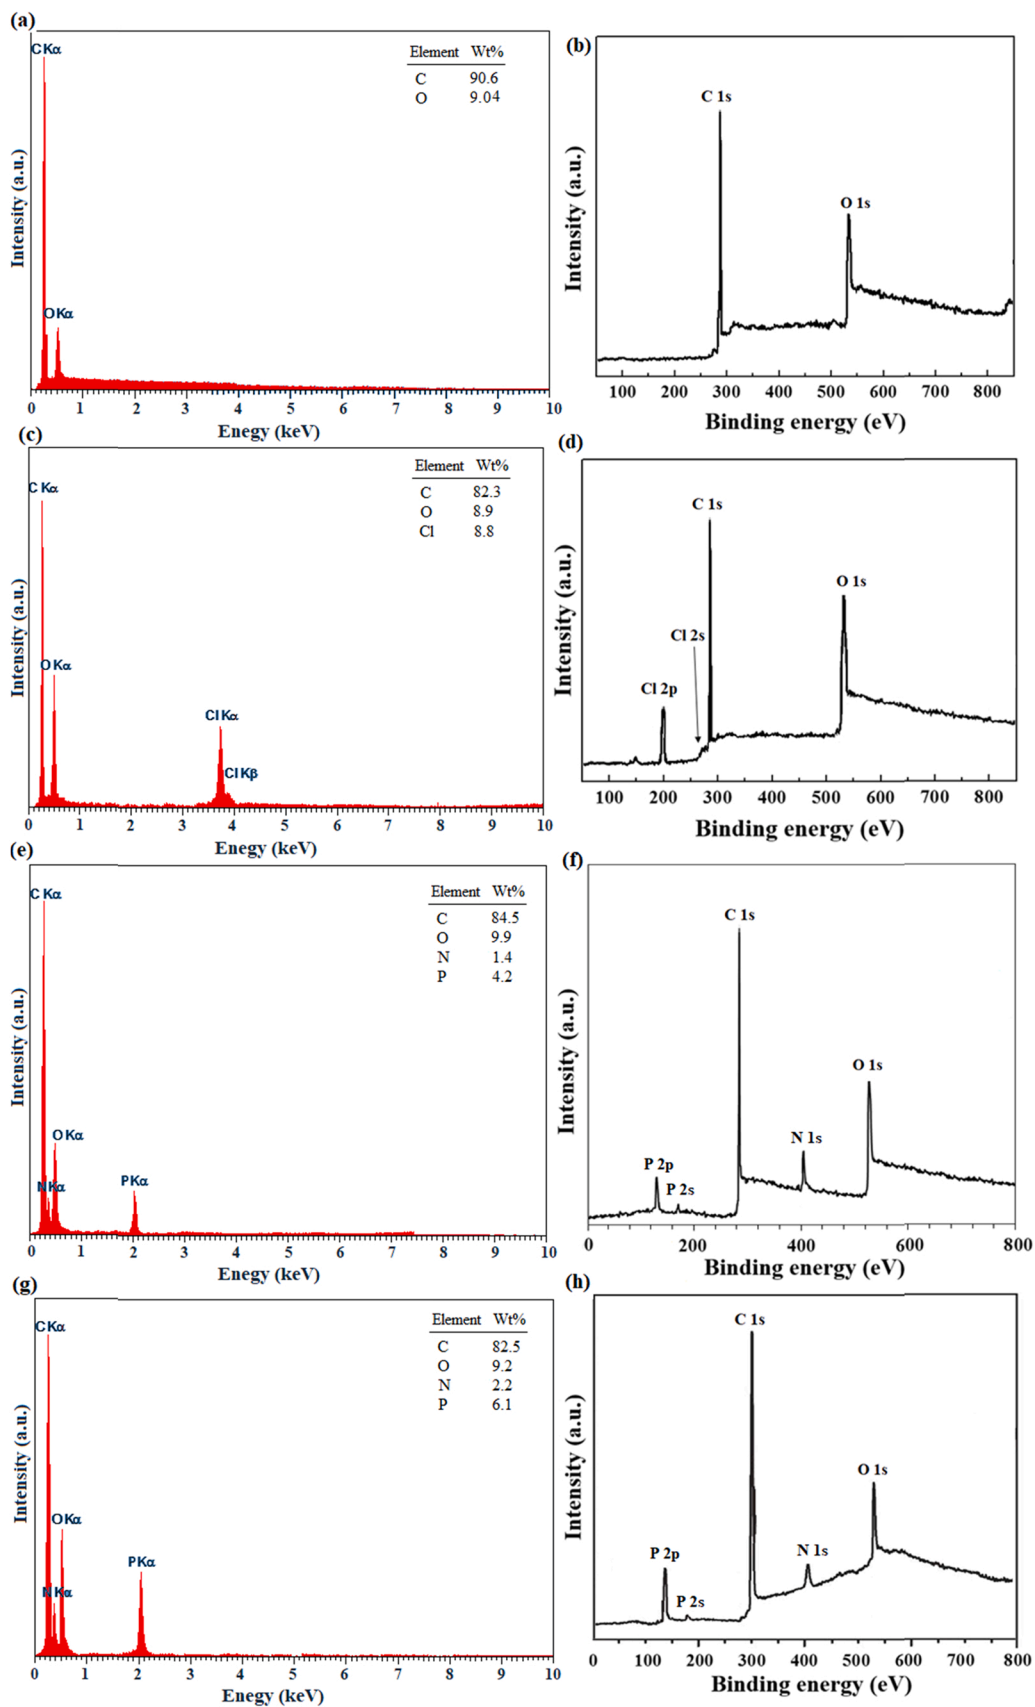 (a)
C Kα
O Kα
Element Wt%
C 90.6
O 9.04
Intensity (a.u.)
0 1 2 3 4 5 6 7 8 9 10
Enegy (keV)
(b)
C 1s
O 1s
Intensity (a.u.)
100 200 300 400 500 600 700 800
Binding energy (eV)
(c)
C Kα
O Kα
Cl Kα
Cl Kβ
Element Wt%
C 82.3
O 8.9
Cl 8.8
Intensity (a.u.)
0 1 2 3 4 5 6 7 8 9 10
Enegy (keV)
(d)
C 1s
O 1s
Cl 2s
Cl 2p
Intensity (a.u.)
100 200 300 400 500 600 700 800
Binding energy (eV)
(e)
C Kα
O Kα
N Kα
P Kα
Element Wt%
C 84.5
O 9.9
N 1.4
P 4.2
Intensity (a.u.)
0 1 2 3 4 5 6 7 8 9 10
Enegy (keV)
(f)
C 1s
O 1s
N 1s
P 2p
P 2s
Intensity (a.u.)
0 200 400 600 800
Binding energy (eV)
(g)
C Kα
O Kα
N Kα
P Kα
Element Wt%
C 82.5
O 9.2
N 2.2
P 6.1
Intensity (a.u.)
0 1 2 3 4 5 6 7 8 9 10
Enegy (keV)
(h)
C 1s
O 1s
P 2p
N 1s
P 2s
Intensity (a.u.)
0 100 200 300 400 500 600 700 800
Binding energy (eV)